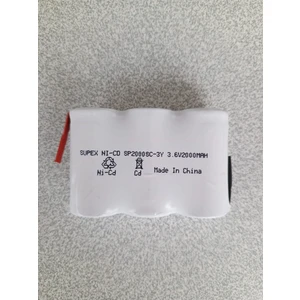 SUPEX NI-CD SP2000SC-3Y 3.6V2000MAH
Ni-Cd Cd Made In China